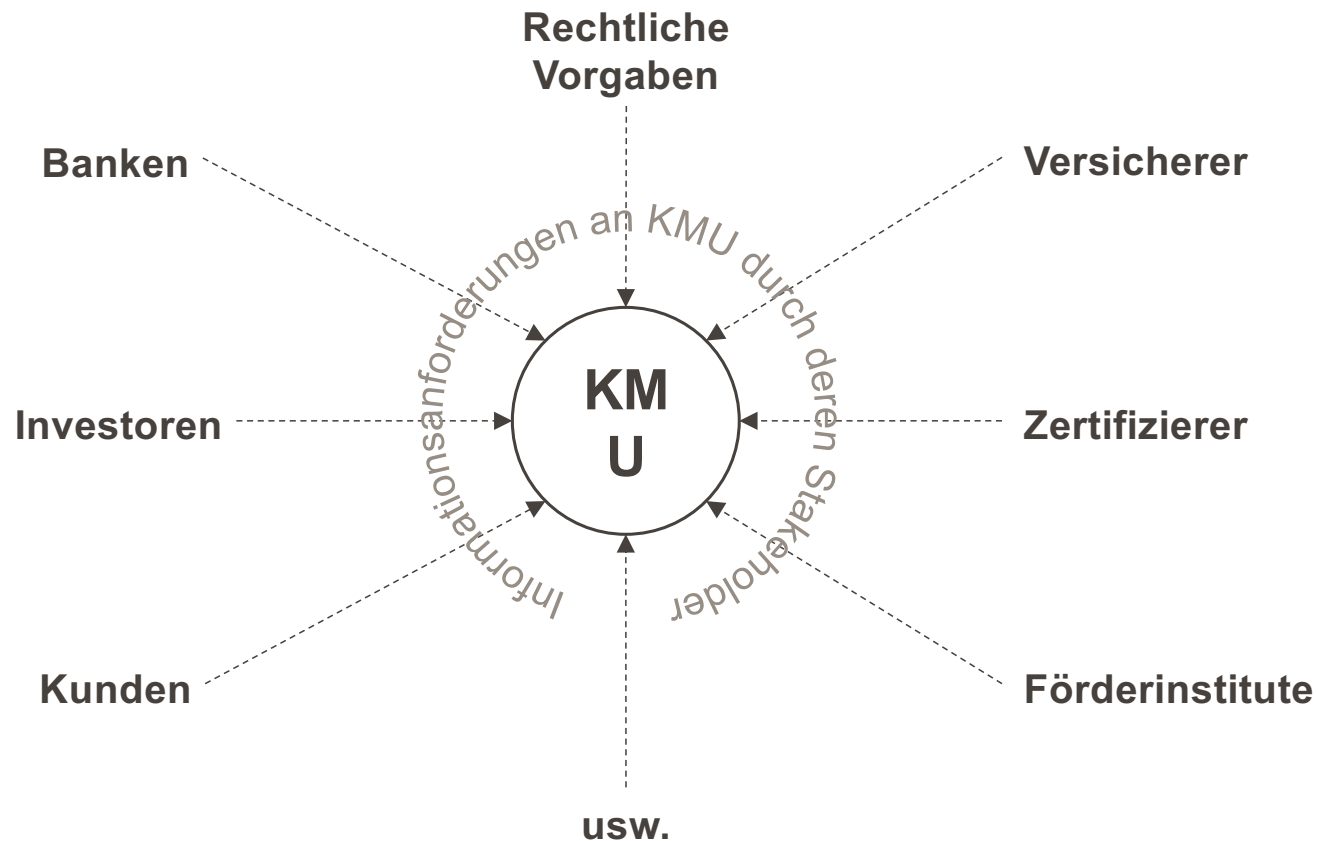 Rechtliche
Vorgaben
Banken
Versicherer
Informationsanforderungen an KMU durch deren Stakeholder
KM
U
Investoren
Zertifizierer
Kunden
Förderinstitute
usw.